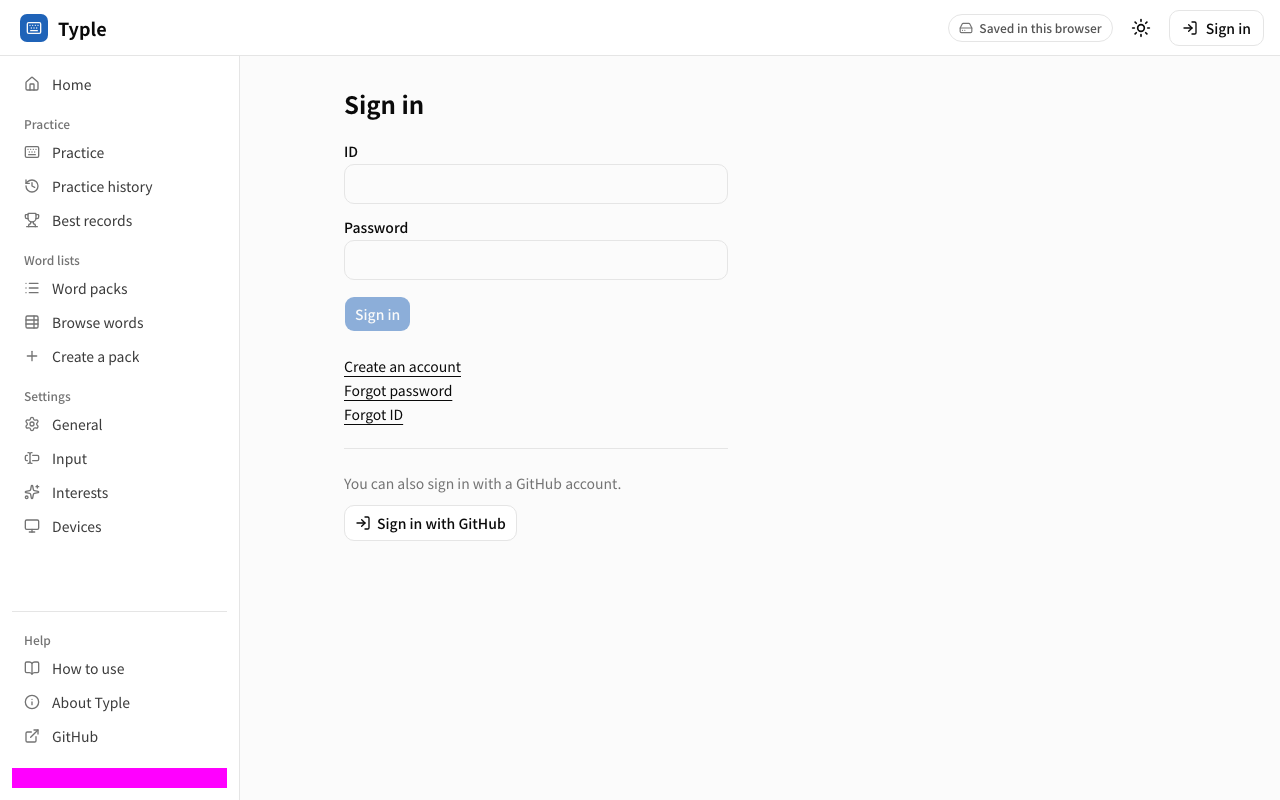 Typle
Saved in this browser
Sign in
Home
Practice
Practice
Practice history
Best records
Word lists
Word packs
Browse words
Create a pack
Settings
General
Input
Interests
Devices
Help
How to use
About Typle
GitHub
Sign in
ID
Password
Sign in
Create an account
Forgot password
Forgot ID
You can also sign in with a GitHub account.
Sign in with GitHub